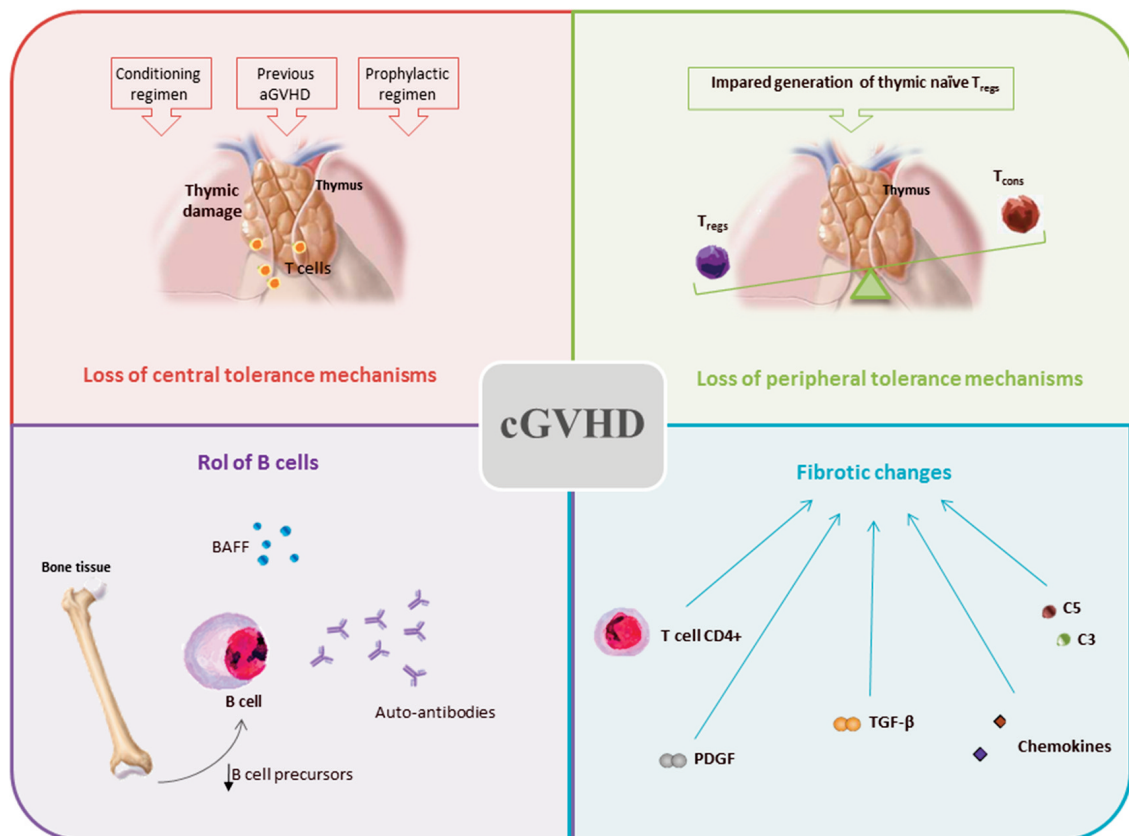 Conditioning
regimen
Previous
aGVHD
Prophylactic
regimen
Thymic
damage
Thymus
T cells
Loss of central tolerance mechanisms
Impared generation of thymic naïve Tregs
Thymus
Tcons
Tregs
Loss of peripheral tolerance mechanisms
cGVHD
Rol of B cells
BAFF
Bone tissue
B cell
Auto-antibodies
B cell precursors
Fibrotic changes
T cell CD4+
C5
C3
TGF-β
PDGF
Chemokines